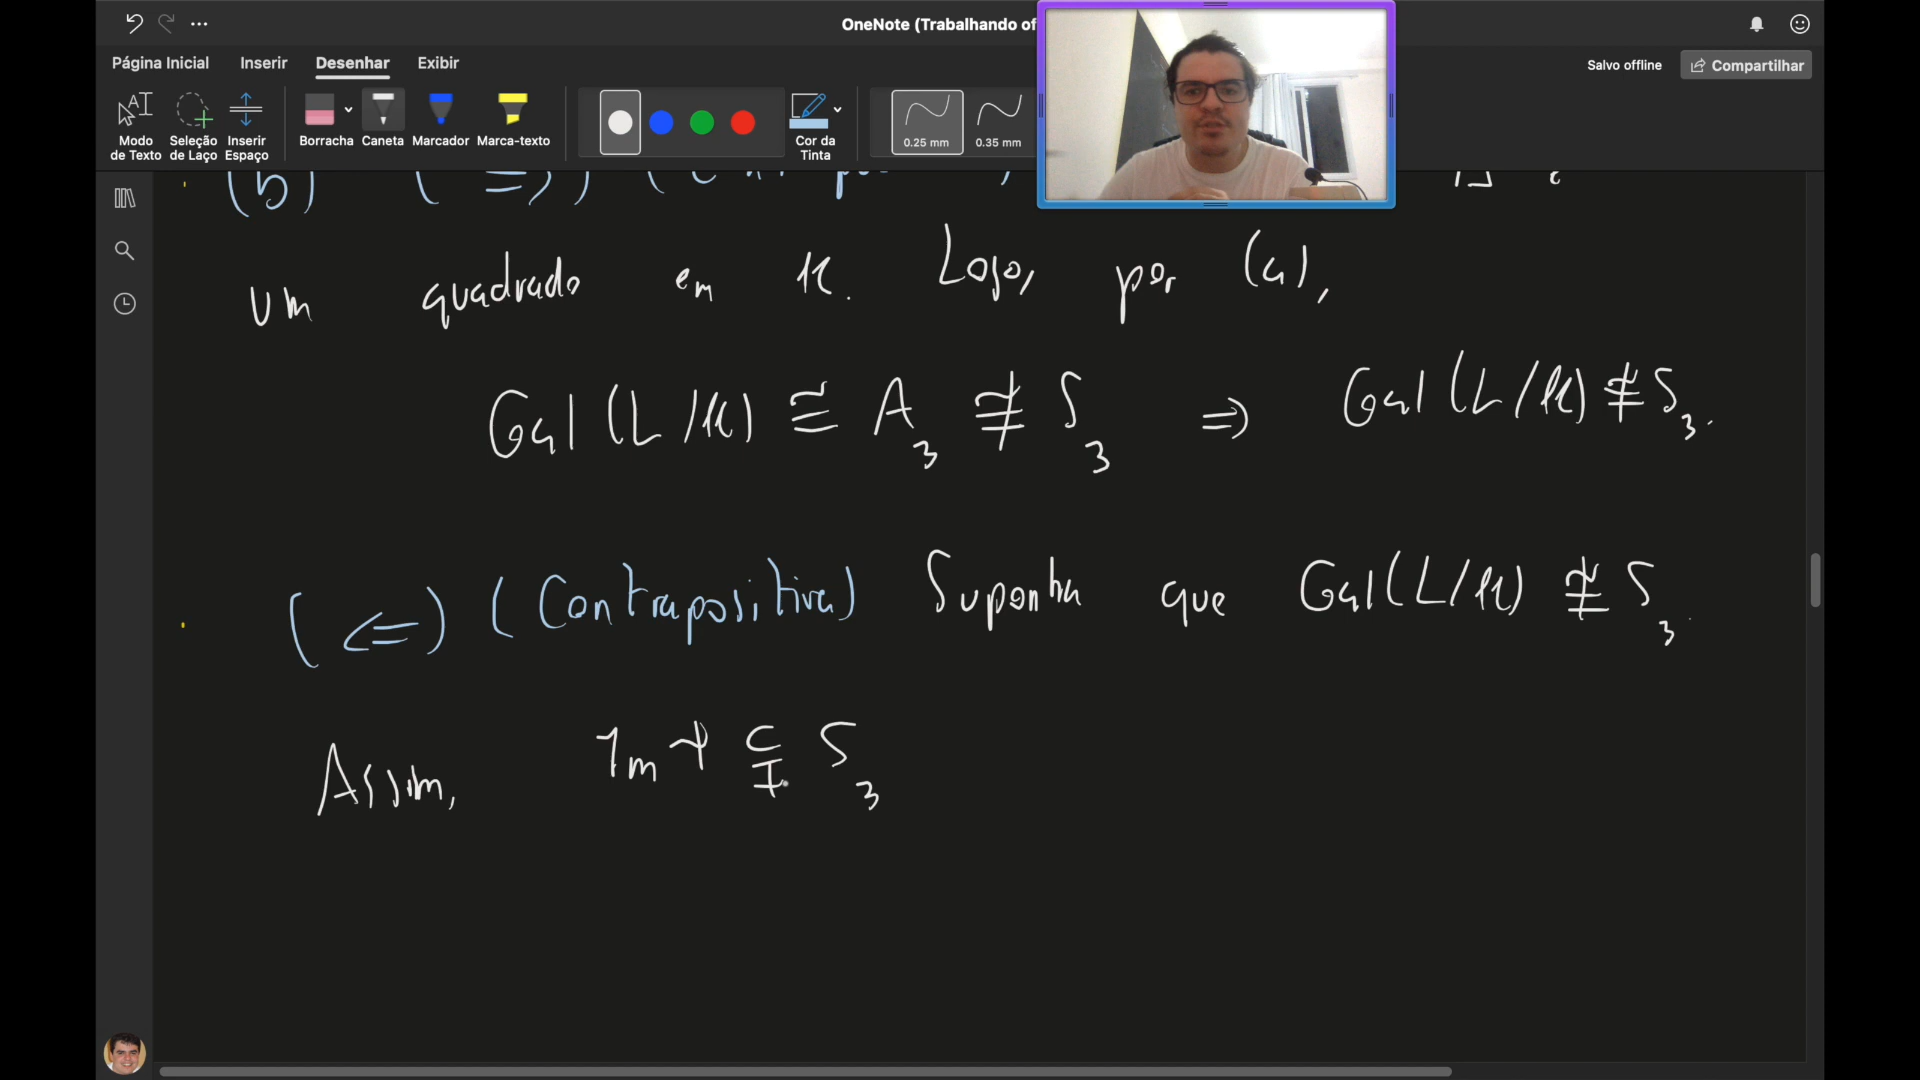 OneNote (Trabalhando of
Página Inicial Inserir Desenhar Exibir
Salvo offline Compartilhar
Modo de Texto Seleção de Laço Inserir Espaço Borracha Caneta Marcador Marca-texto Cor da Tinta 0.25 mm 0.35 mm
(b) (⇒)
um quadrado em K. Logo, por (a),
Gal(L/K) ≅ A₃ ≇ S₃ ⇒ Gal(L/K) ≇ S₃.
(⇐) (Contrapositiva) Suponha que Gal(L/K) ≇ S₃.
Assim, Im ψ ⊊ S₃